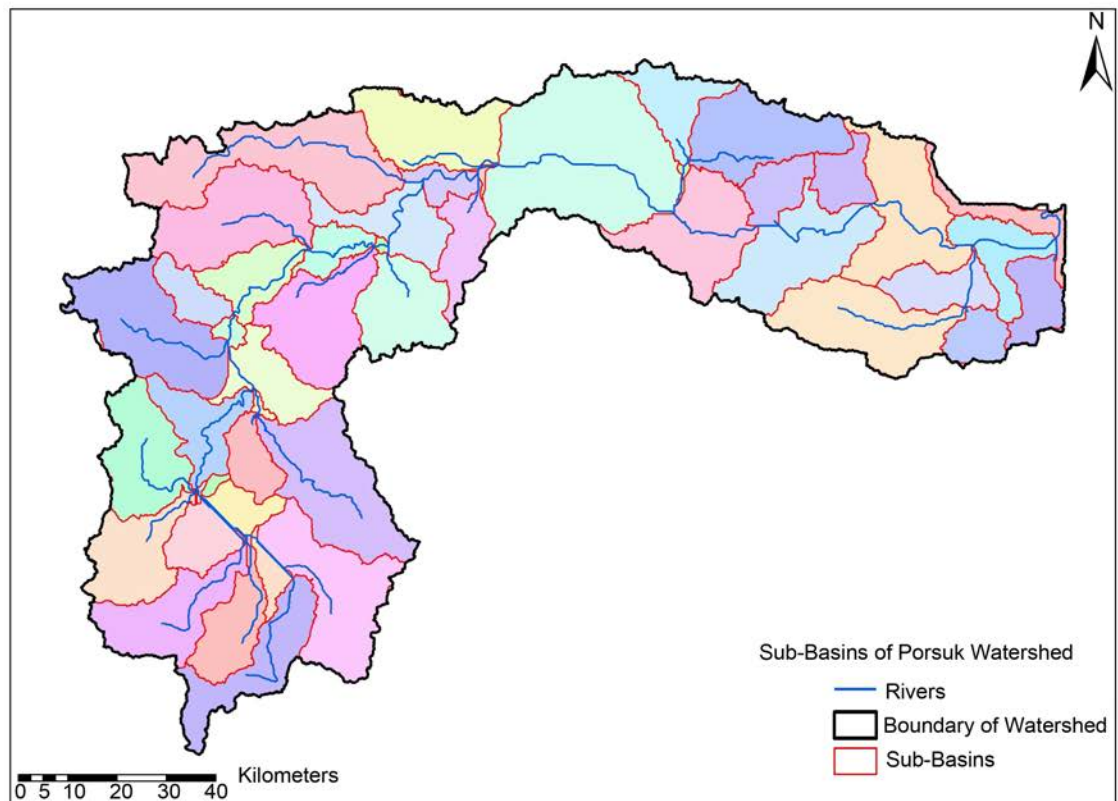 N
Sub-Basins of Porsuk Watershed
Rivers
Boundary of Watershed
Sub-Basins
Kilometers
0 5 10 20 30 40